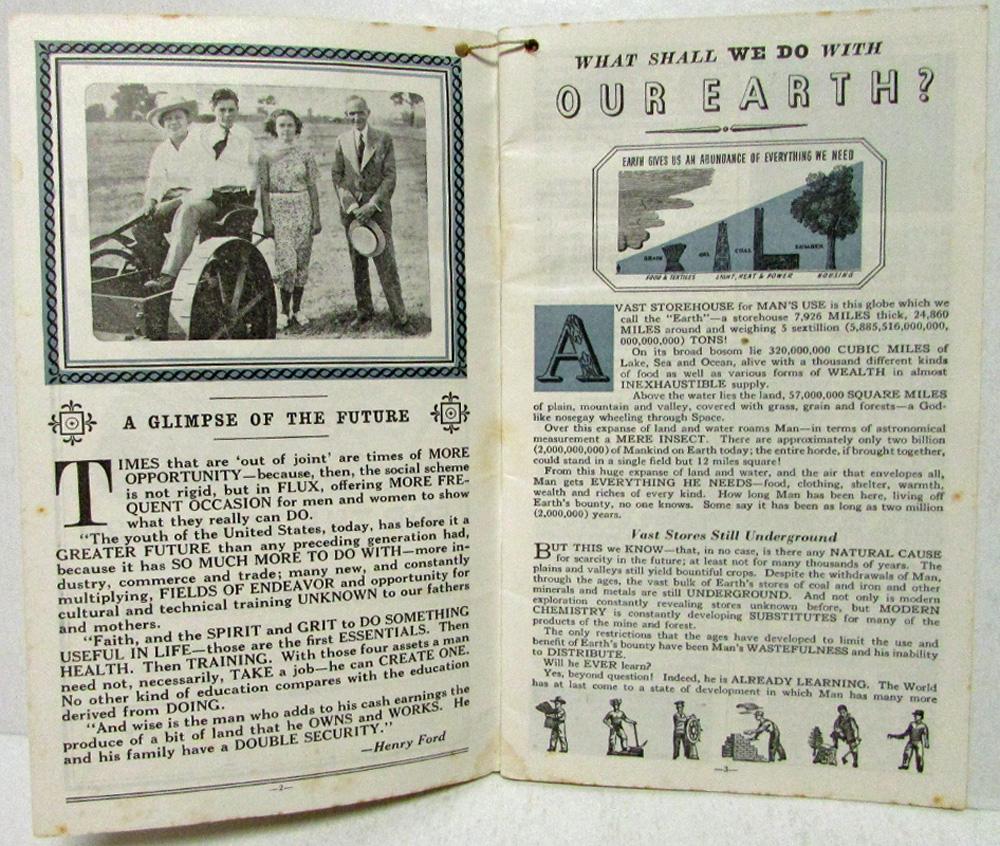 A GLIMPSE OF THE FUTURE
TIMES that are 'out of joint' are times of MORE
OPPORTUNITY—because, then, the social scheme
is not rigid, but in FLUX, offering MORE FRE-
QUENT OCCASION for men and women to show
what they really can DO.
"The youth of the United States, today, has before it a
GREATER FUTURE than any preceding generation had,
because it has SO MUCH MORE TO DO WITH—more in-
dustry, commerce and trade; many new, and constantly
multiplying, FIELDS OF ENDEAVOR and opportunity for
cultural and technical training UNKNOWN to our fathers
and mothers.
"Faith, and the SPIRIT and GRIT to DO SOMETHING
USEFUL IN LIFE—those are the first ESSENTIALS. Then
HEALTH. Then TRAINING. With those four assets a man
need not, necessarily, TAKE a job—he can CREATE ONE.
No other kind of education compares with the education
derived from DOING.
"And wise is the man who adds to his cash earnings the
produce of a bit of land that he OWNS and WORKS. He
and his family have a DOUBLE SECURITY."
—Henry Ford
—2—
WHAT SHALL WE DO WITH
OUR EARTH?
EARTH GIVES US AN ABUNDANCE OF EVERYTHING WE NEED
GRAIN OIL COAL LUMBER
FOOD & TEXTILES LIGHT, HEAT & POWER HOUSING
A VAST STOREHOUSE for MAN'S USE is this globe which we
call the "Earth"—a storehouse 7,926 MILES thick, 24,860
MILES around and weighing 5 sextillion (5,885,516,000,000,
000,000,000) TONS!
On its broad bosom lie 320,000,000 CUBIC MILES of
Lake, Sea and Ocean, alive with a thousand different kinds
of food as well as various forms of WEALTH in almost
INEXHAUSTIBLE supply.
Above the water lies the land, 57,000,000 SQUARE MILES
of plain, mountain and valley, covered with grass, grain and forests—a God-
like nosegay wheeling through Space.
Over this expanse of land and water roams Man—in terms of astronomical
measurement a MERE INSECT. There are approximately only two billion
(2,000,000,000) of Mankind on Earth today; the entire horde, if brought together,
could stand in a single field but 12 miles square!
From this huge expanse of land and water, and the air that envelopes all,
Man gets EVERYTHING HE NEEDS—food, clothing, shelter, warmth,
wealth and riches of every kind. How long Man has been here, living off
Earth's bounty, no one knows. Some say it has been as long as two million
(2,000,000) years.
Vast Stores Still Underground
BUT THIS we KNOW—that, in no case, is there any NATURAL CAUSE
for scarcity in the future; at least not for many thousands of years. The
plains and valleys still yield bountiful crops. Despite the withdrawals of Man,
through the ages, the vast bulk of Earth's stores of coal and iron and other
minerals and metals are still UNDERGROUND. And not only is modern
exploration constantly revealing stores unknown before, but MODERN
CHEMISTRY is constantly developing SUBSTITUTES for many of the
products of the mine and forest.
The only restrictions that the ages have developed to limit the use and
benefit of Earth's bounty have been Man's WASTEFULNESS and his inability
to DISTRIBUTE.
Will he EVER learn?
Yes, beyond question! Indeed, he is ALREADY LEARNING. The World
has at last come to a state of development in which Man has many more
—3—